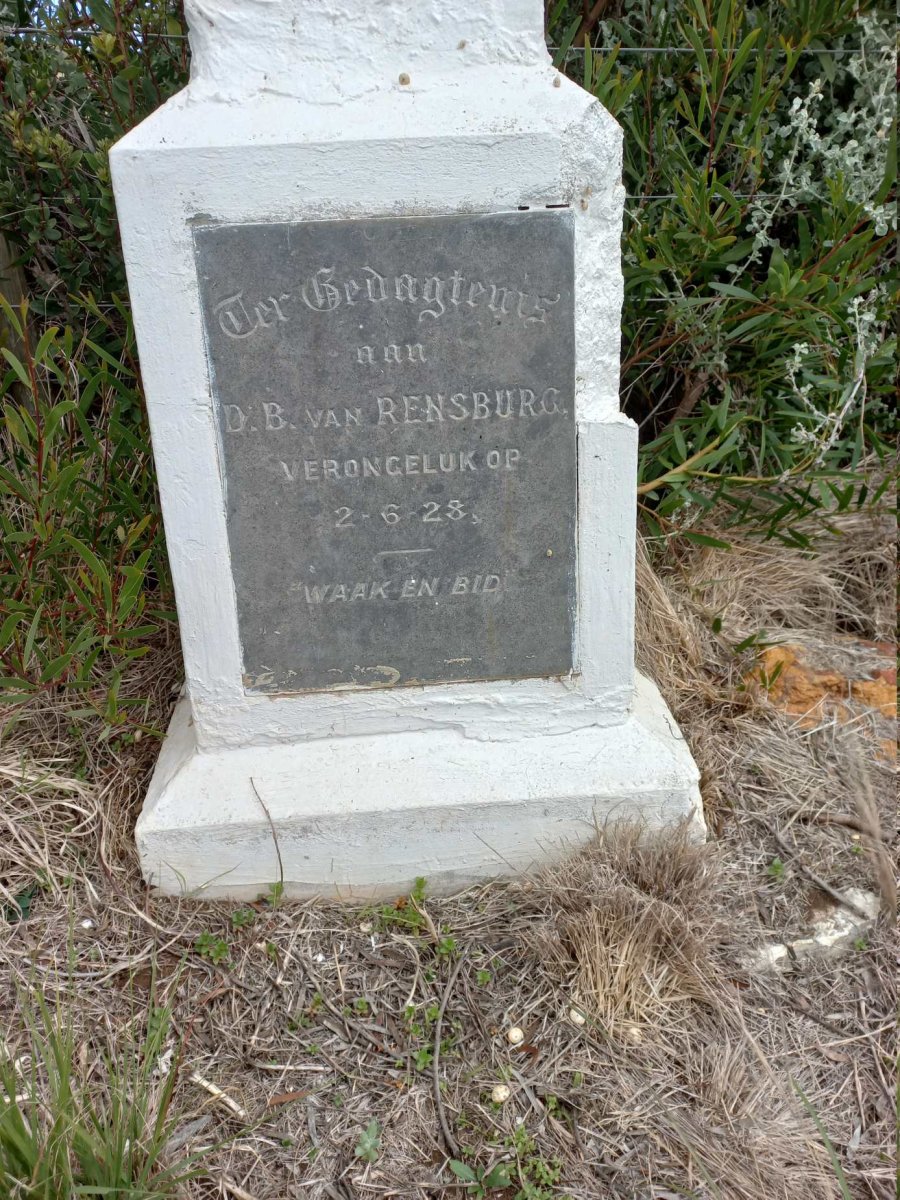 Ter Gedagtenis
aan
D.B. VAN RENSBURG.
VERONGELUK OP
2-6-28.
"WAAK EN BID"